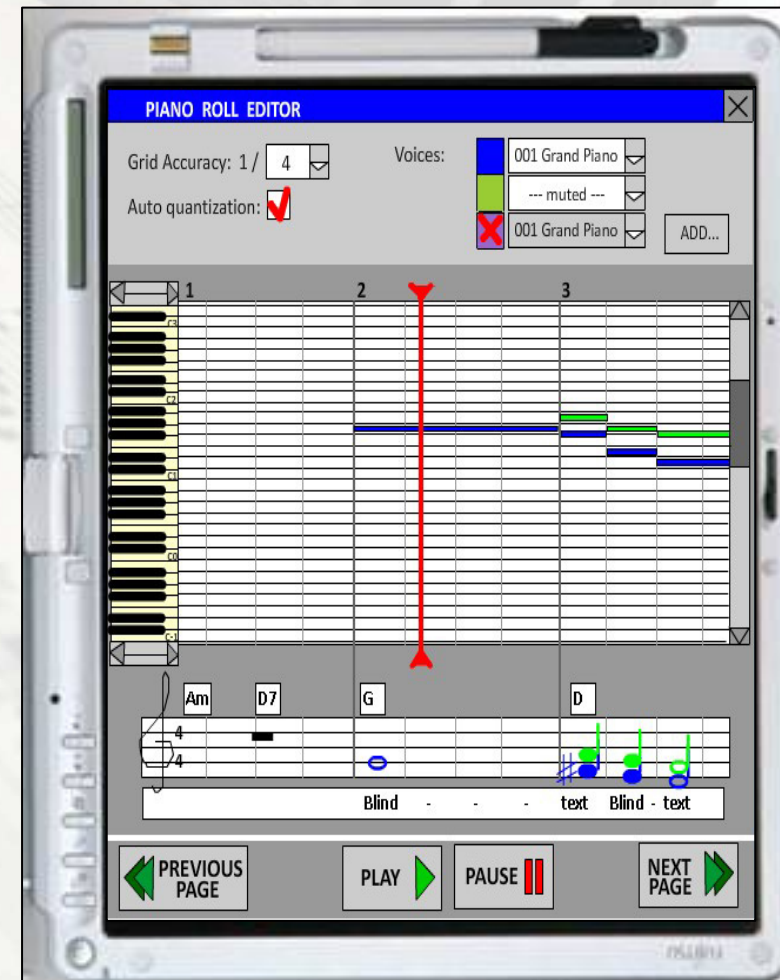 PIANO ROLL EDITOR
Grid Accuracy: 1 / 4
Voices:
001 Grand Piano
--- muted ---
Auto quantization:
001 Grand Piano
ADD...
1 2 3
C3
C2
C1
C0
C-1
Am D7 G D
4
4
Blind - - - text Blind - text
PREVIOUS
PAGE
PLAY
PAUSE
NEXT
PAGE